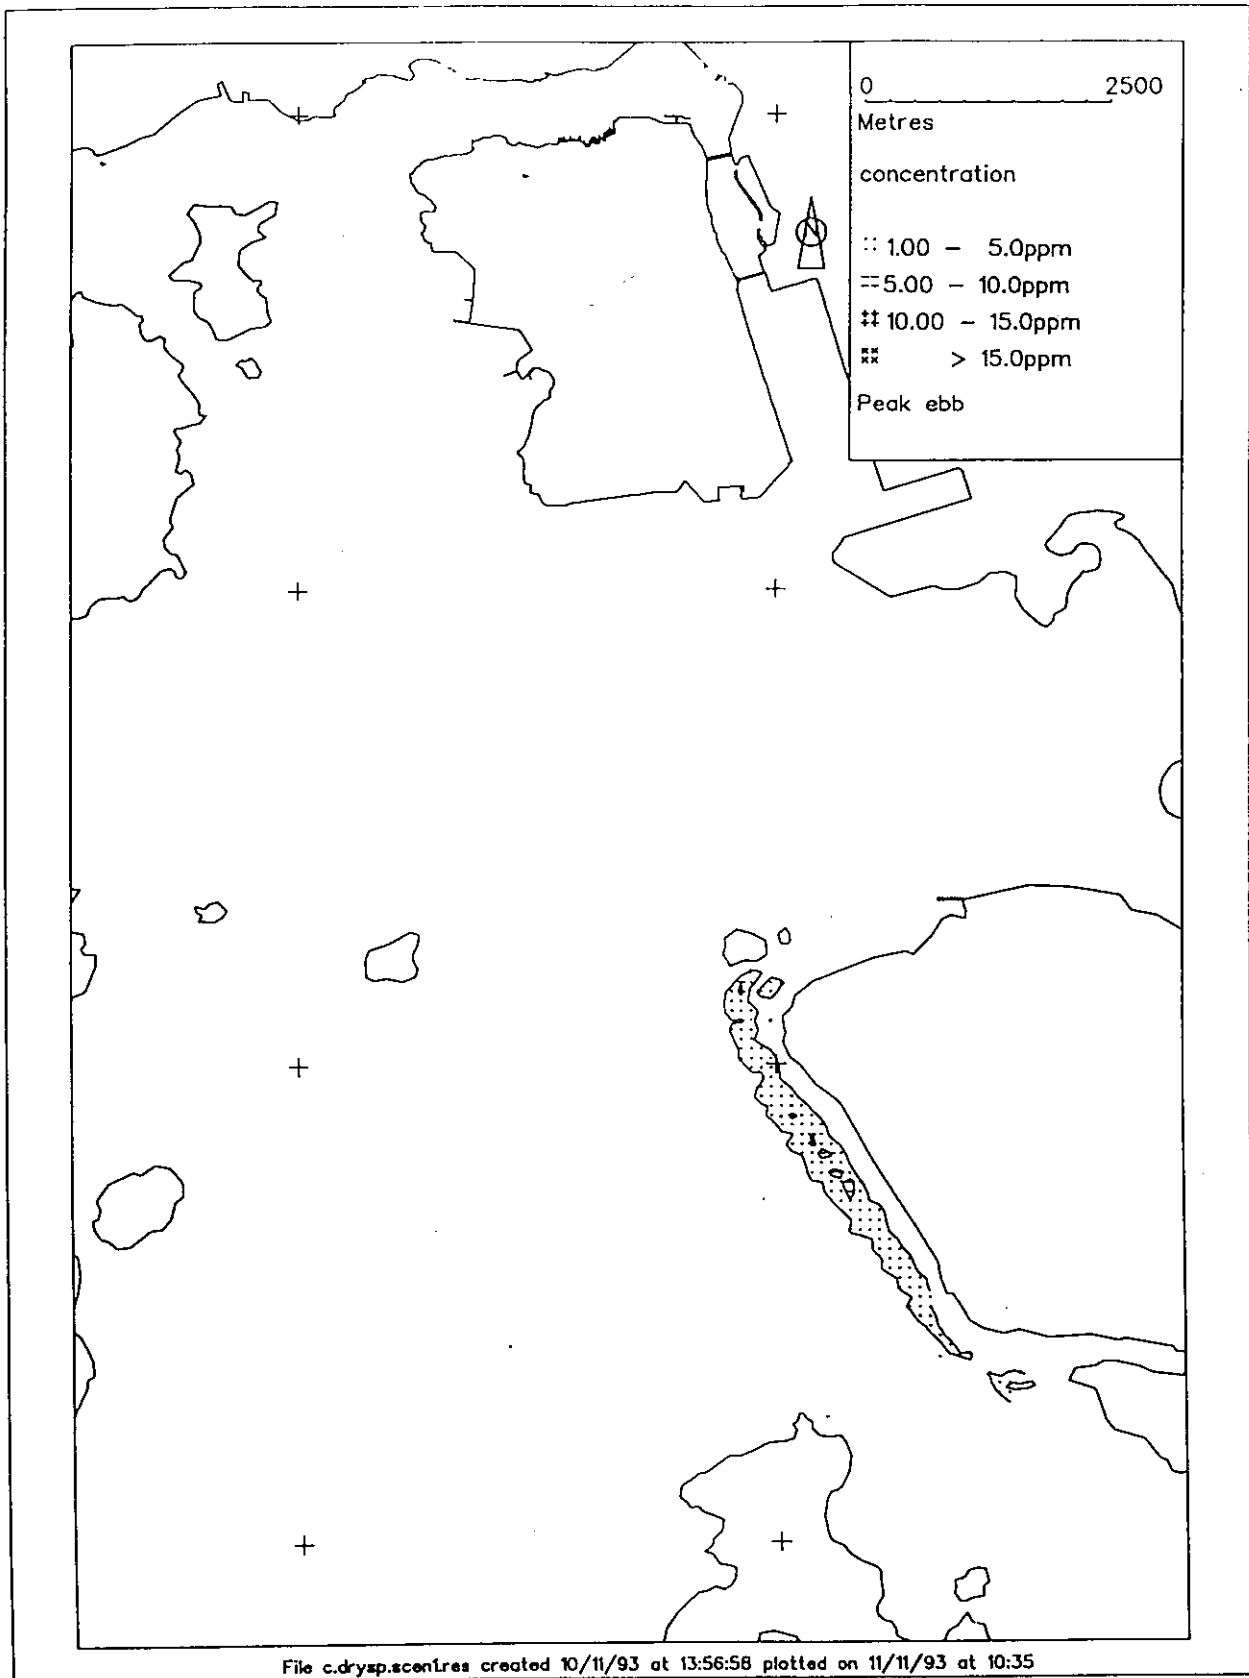 0 2500
Metres
concentration
1.00 - 5.0ppm
5.00 - 10.0ppm
10.00 - 15.0ppm
> 15.0ppm
Peak ebb
N
File c.drysp.scen1.res created 10/11/93 at 13:56:58 plotted on 11/11/93 at 10:35